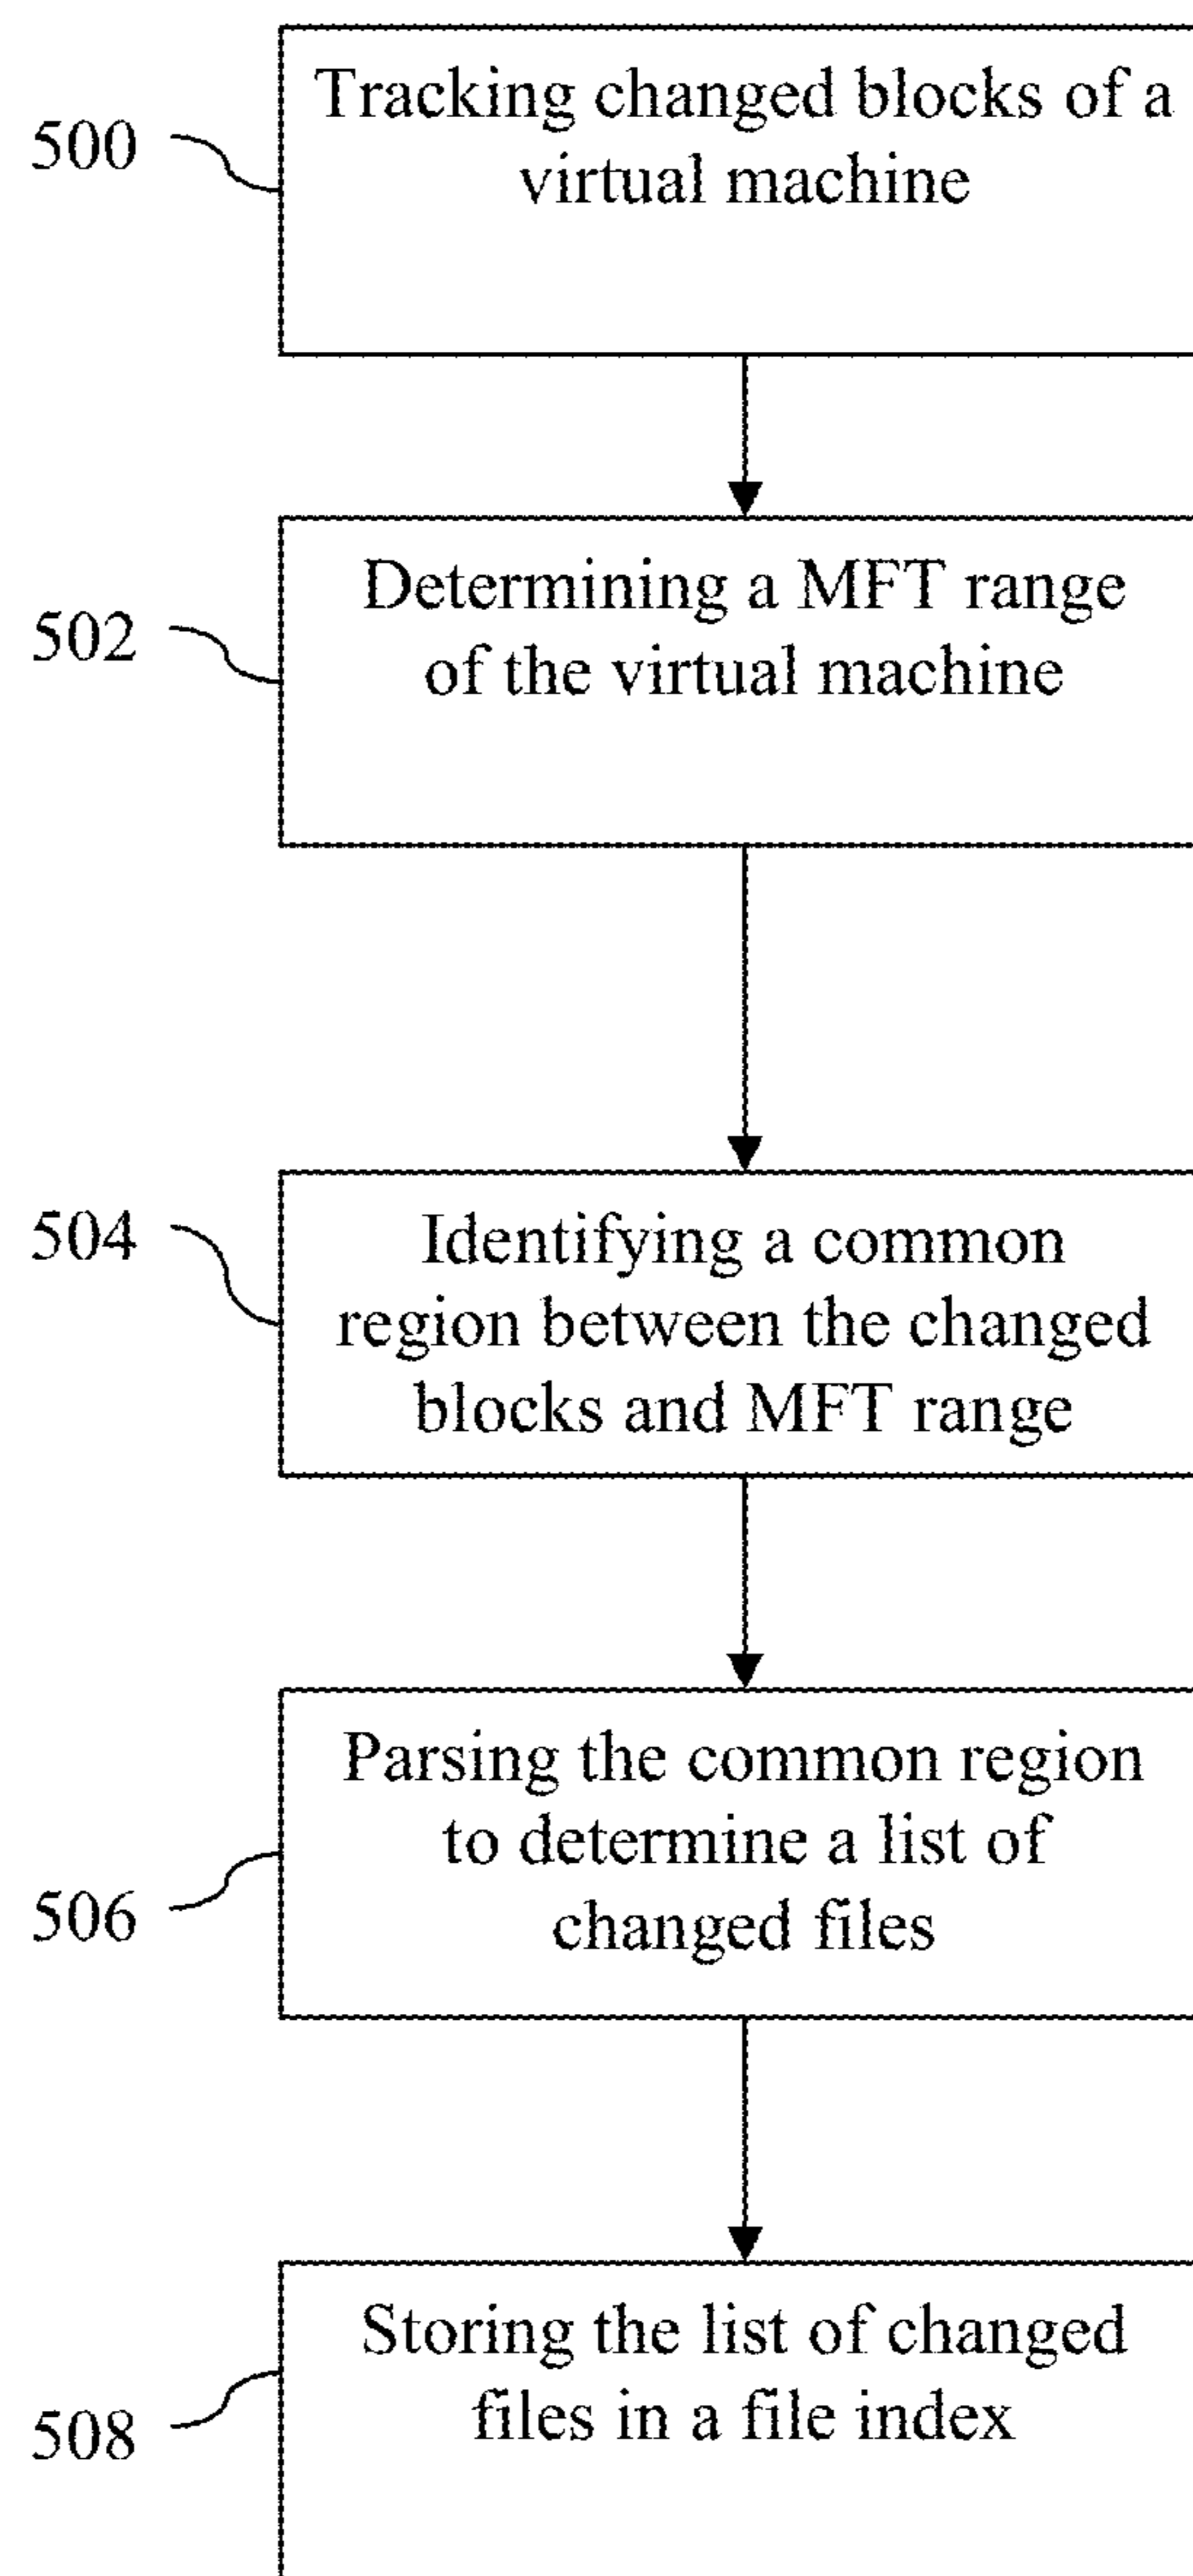 500
Tracking changed blocks of a
virtual machine
502
Determining a MFT range
of the virtual machine
504
Identifying a common
region between the changed
blocks and MFT range
506
Parsing the common region
to determine a list of
changed files
508
Storing the list of changed
files in a file index